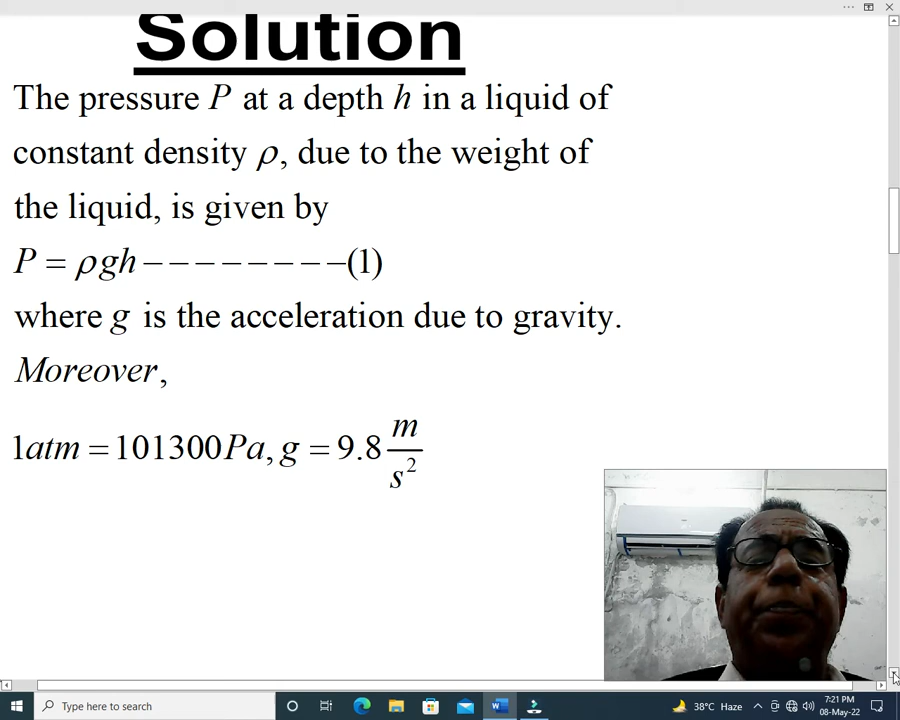 Solution
The pressure P at a depth h in a liquid of
constant density ρ, due to the weight of
the liquid, is given by
P = ρgh − − − − − − − −(1)
where g is the acceleration due to gravity.
Moreover,
1atm = 101300Pa, g = 9.8 m/s²
Type here to search
38°C Haze
7:21 PM
08-May-22